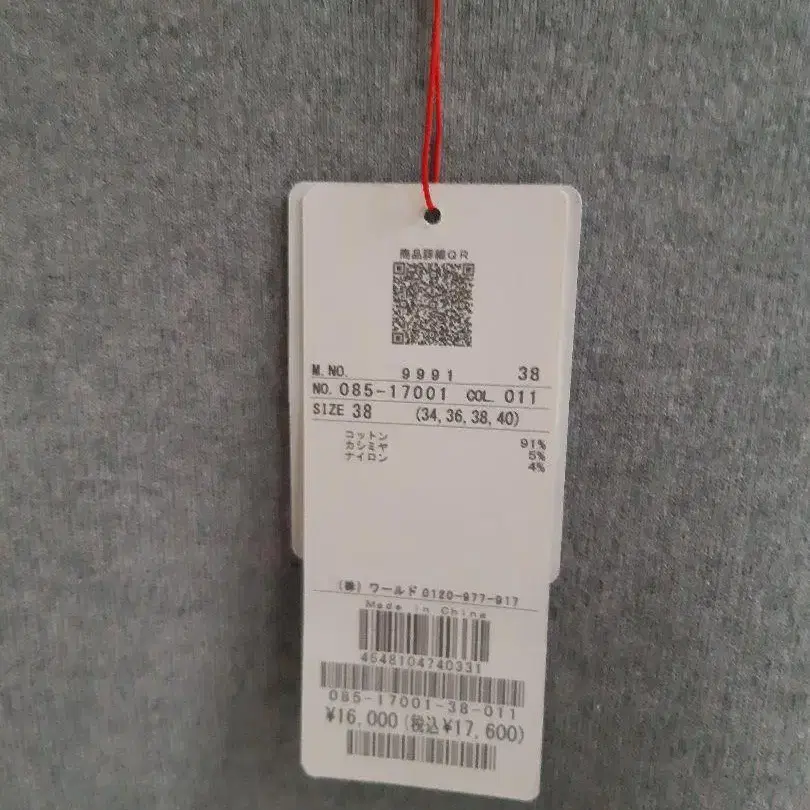 商品詳細QR
M.NO. 9991 38
NO. 085-17001 COL. 011
SIZE 38 (34,36,38,40)
コットン 91%
カシミヤ 5%
ナイロン 4%
(株) ワールド 0120-977-917
Made in China
4548104740331
085-17001-38-011
¥16,000 (税込¥17,600)